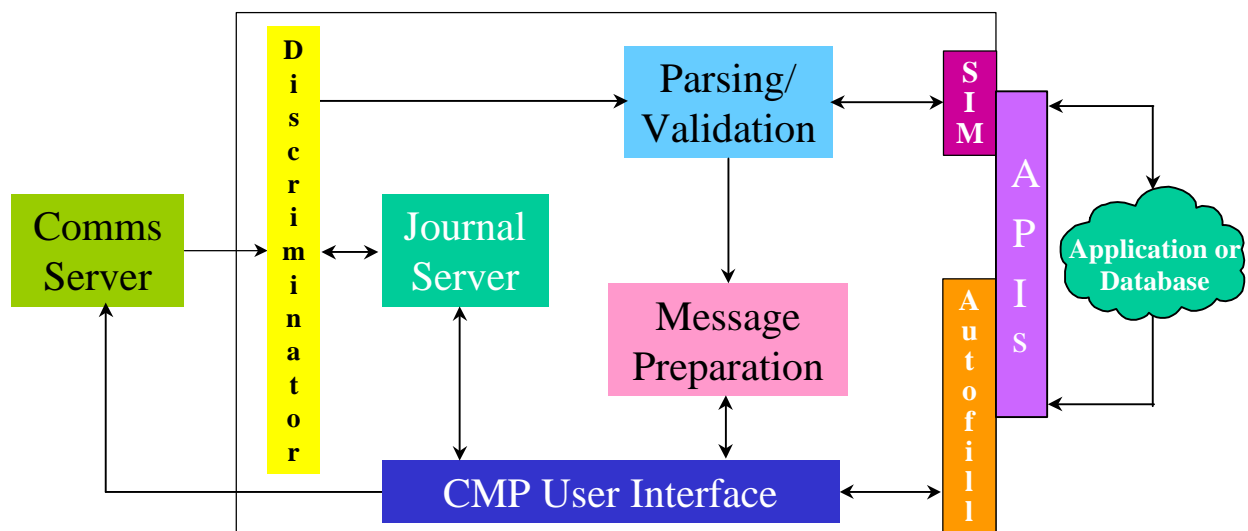 Discriminator
Parsing/
Validation
SIM
APIs
Comms
Server
Journal
Server
Application or
Database
Message
Preparation
Autofill
CMP User Interface